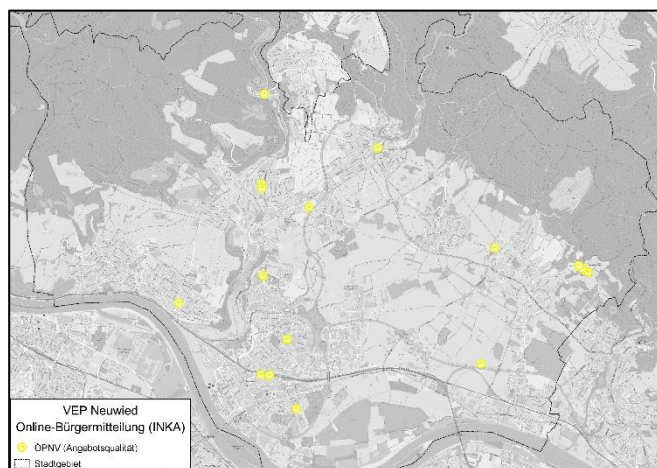 VEP Neuwied
Online-Bürgermitteilung (INKA)
ÖPNV (Angebotsqualität)
Stadtgebiet